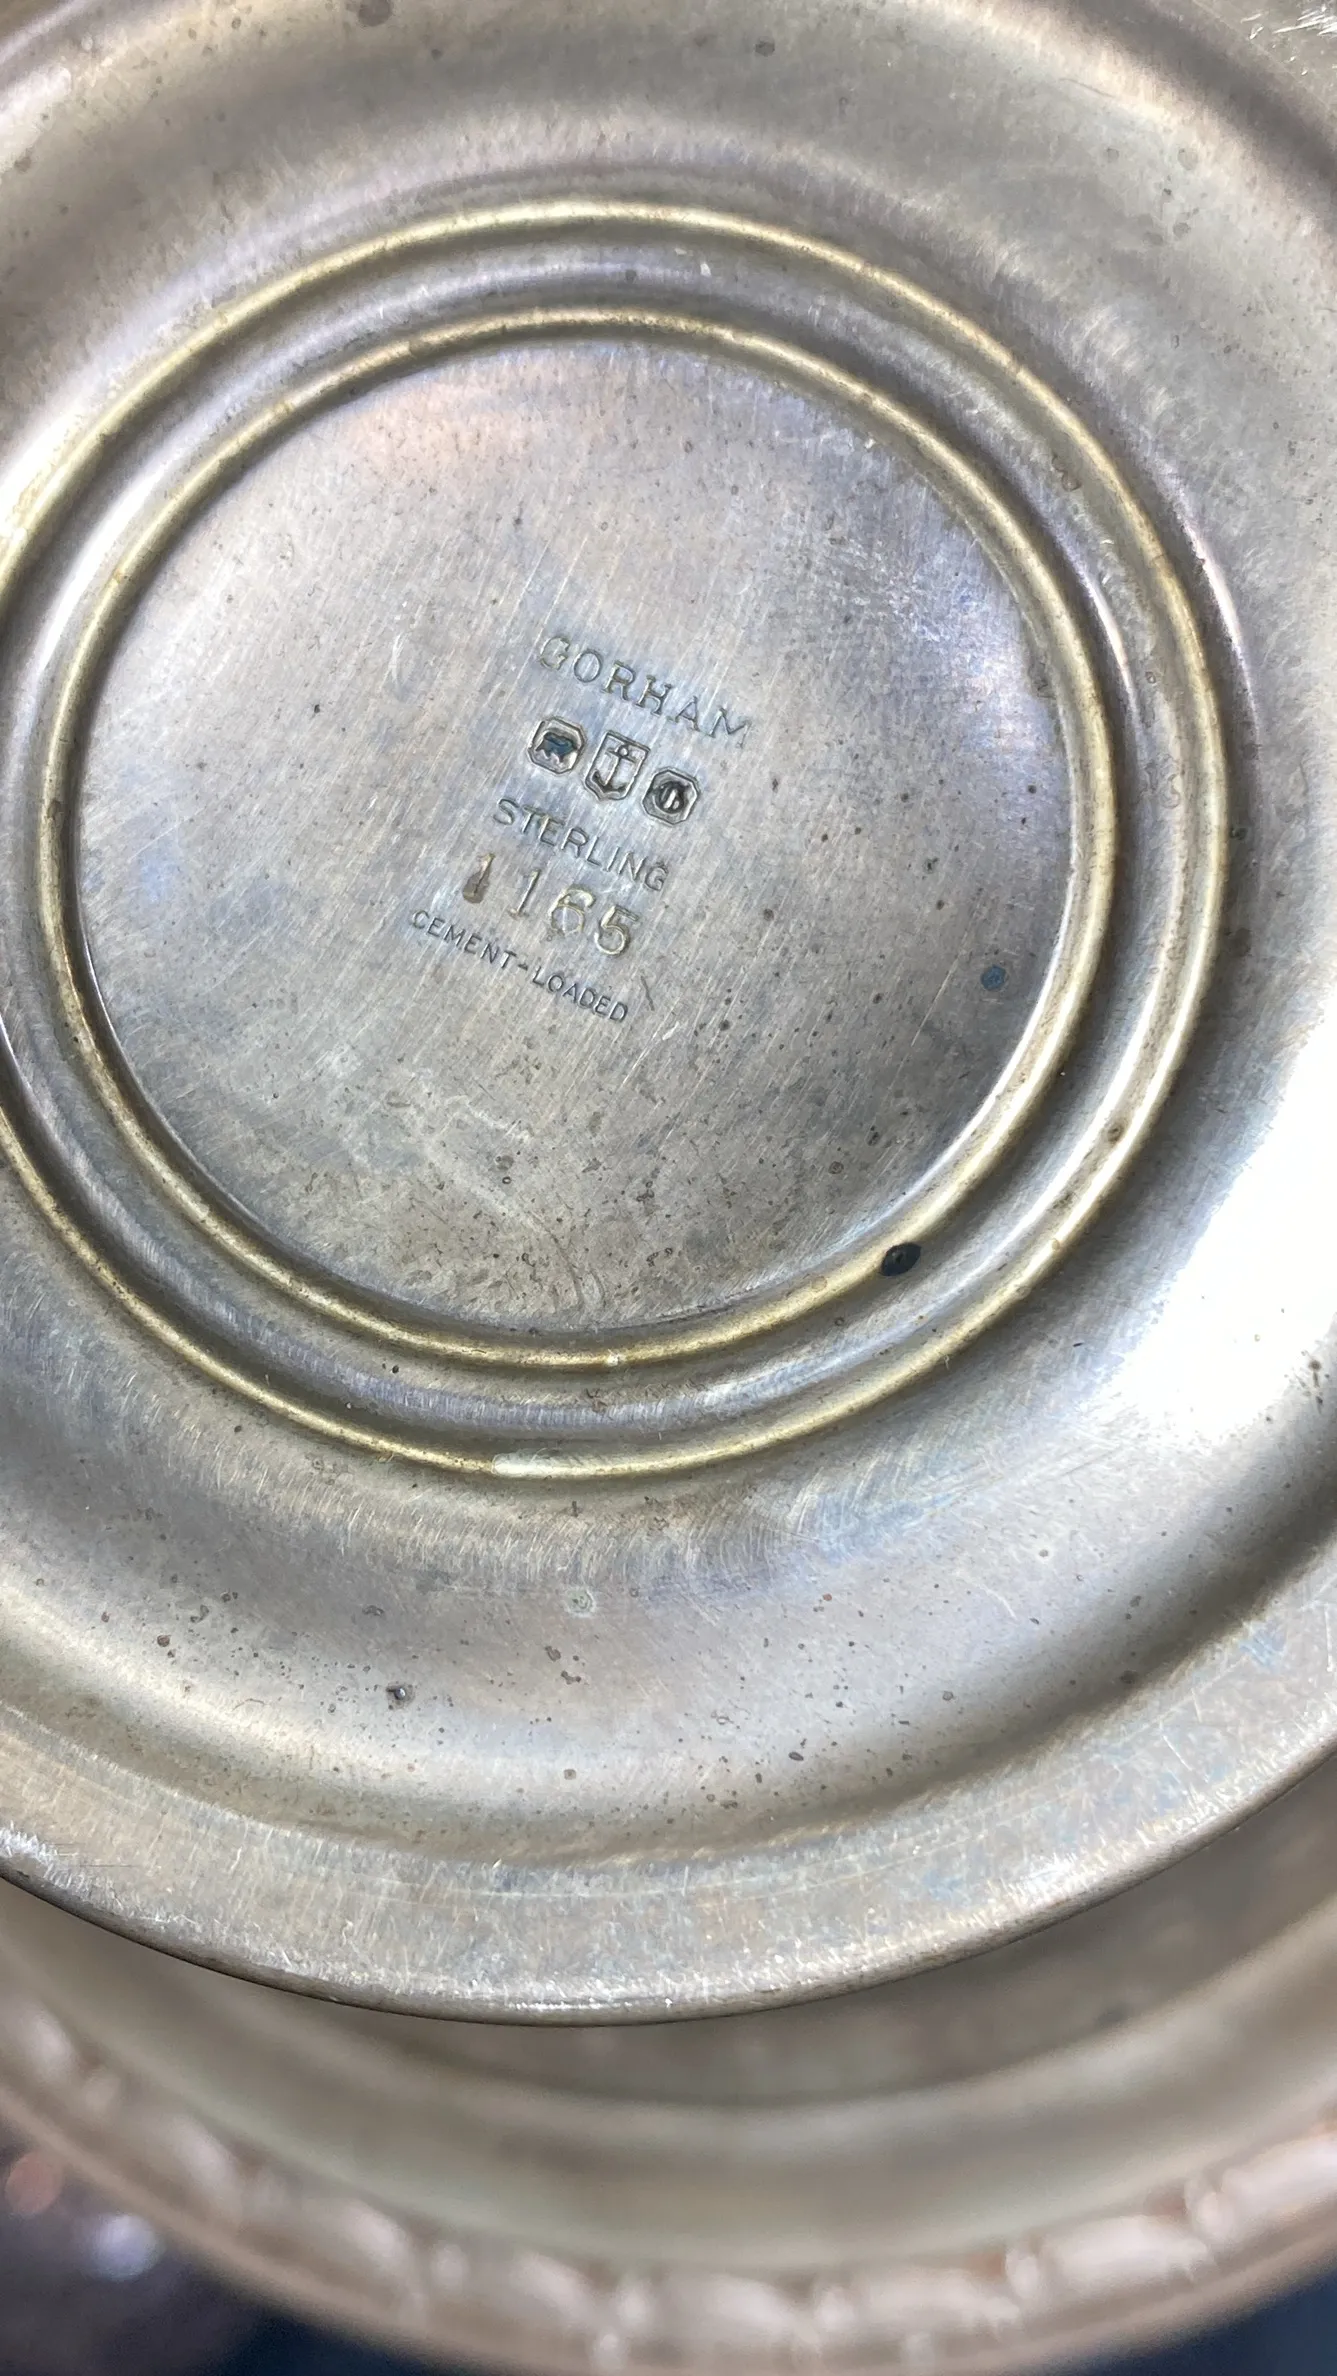 GORHAM
STERLING
1165
CEMENT-LOADED